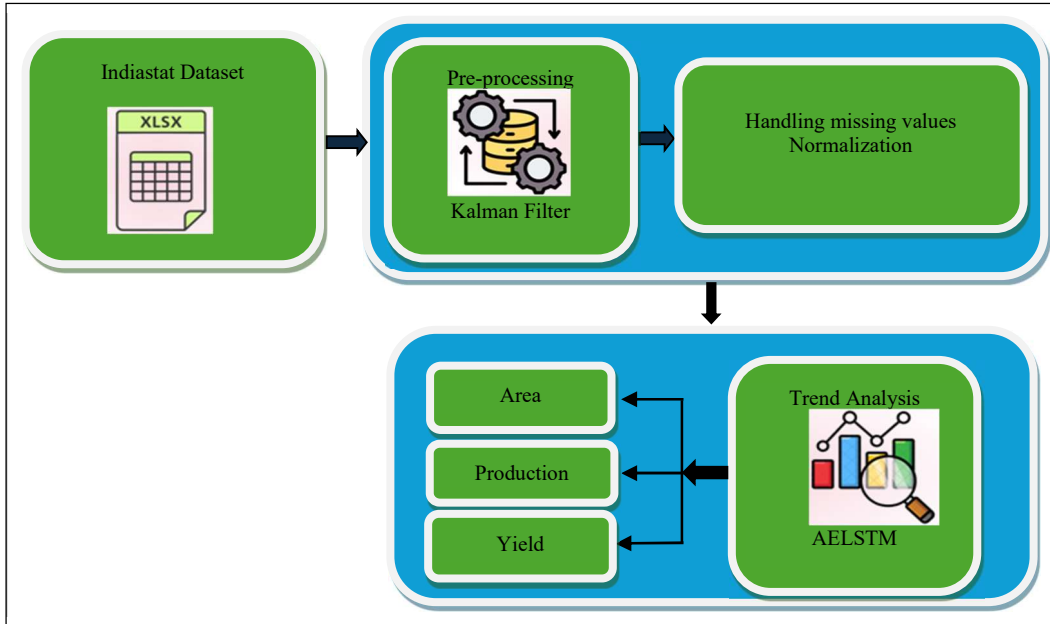 Indiastat Dataset
XLSX
Pre-processing
Kalman Filter
Handling missing values
Normalization
Trend Analysis
AELSTM
Area
Production
Yield